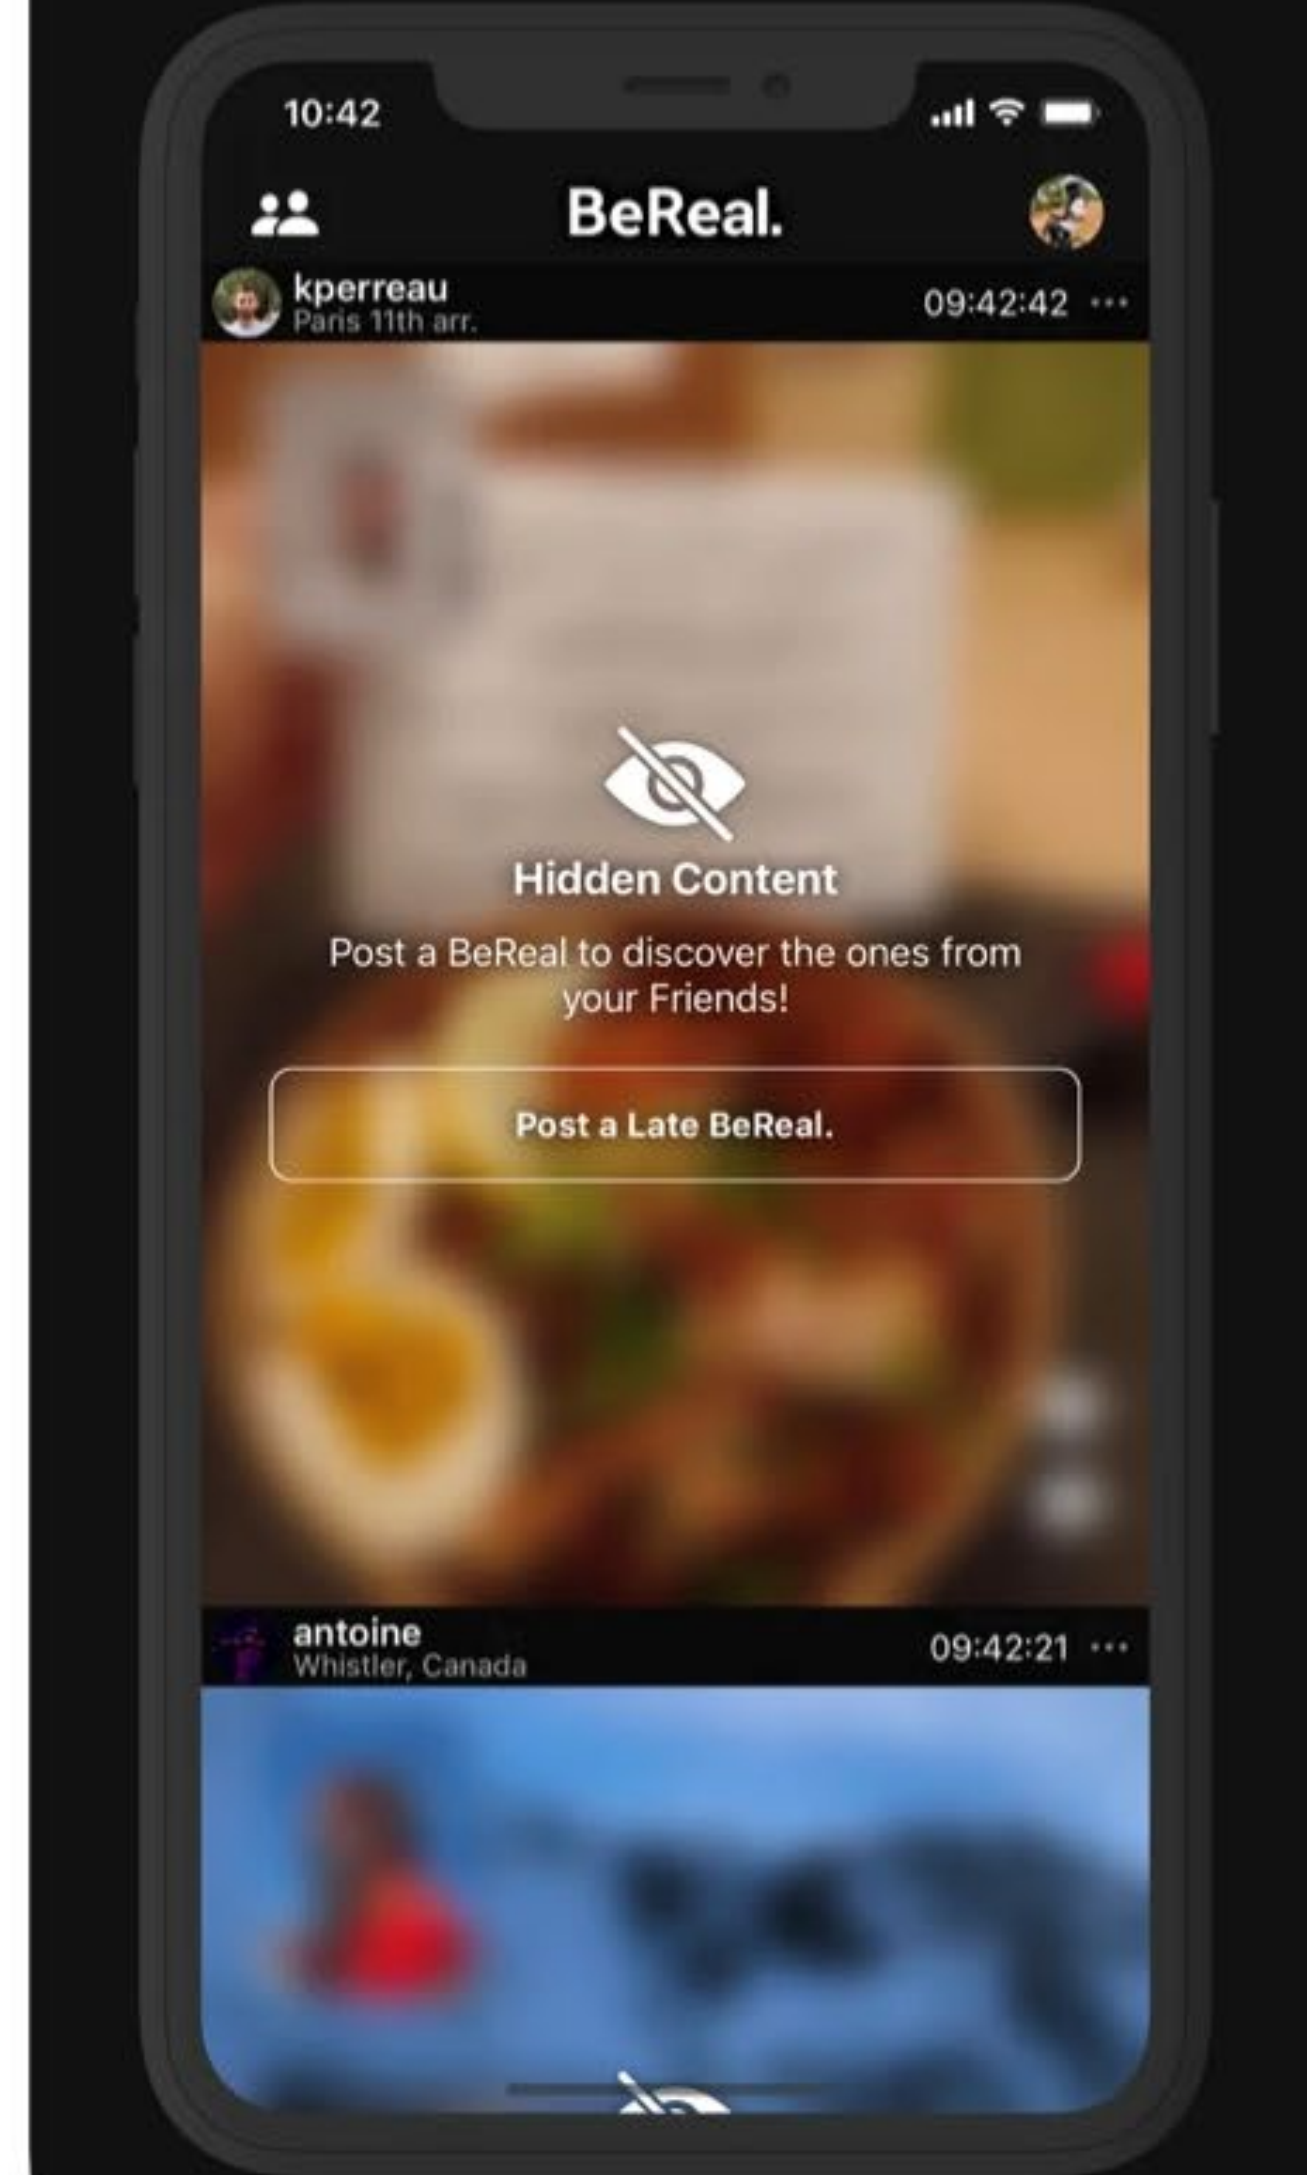 10:42
BeReal.
kperreau
09:42:42 •••
Paris 11th arr.
Hidden Content
Post a BeReal to discover the ones from
your Friends!
Post a Late BeReal.
antoine
09:42:21 •••
Whistler, Canada